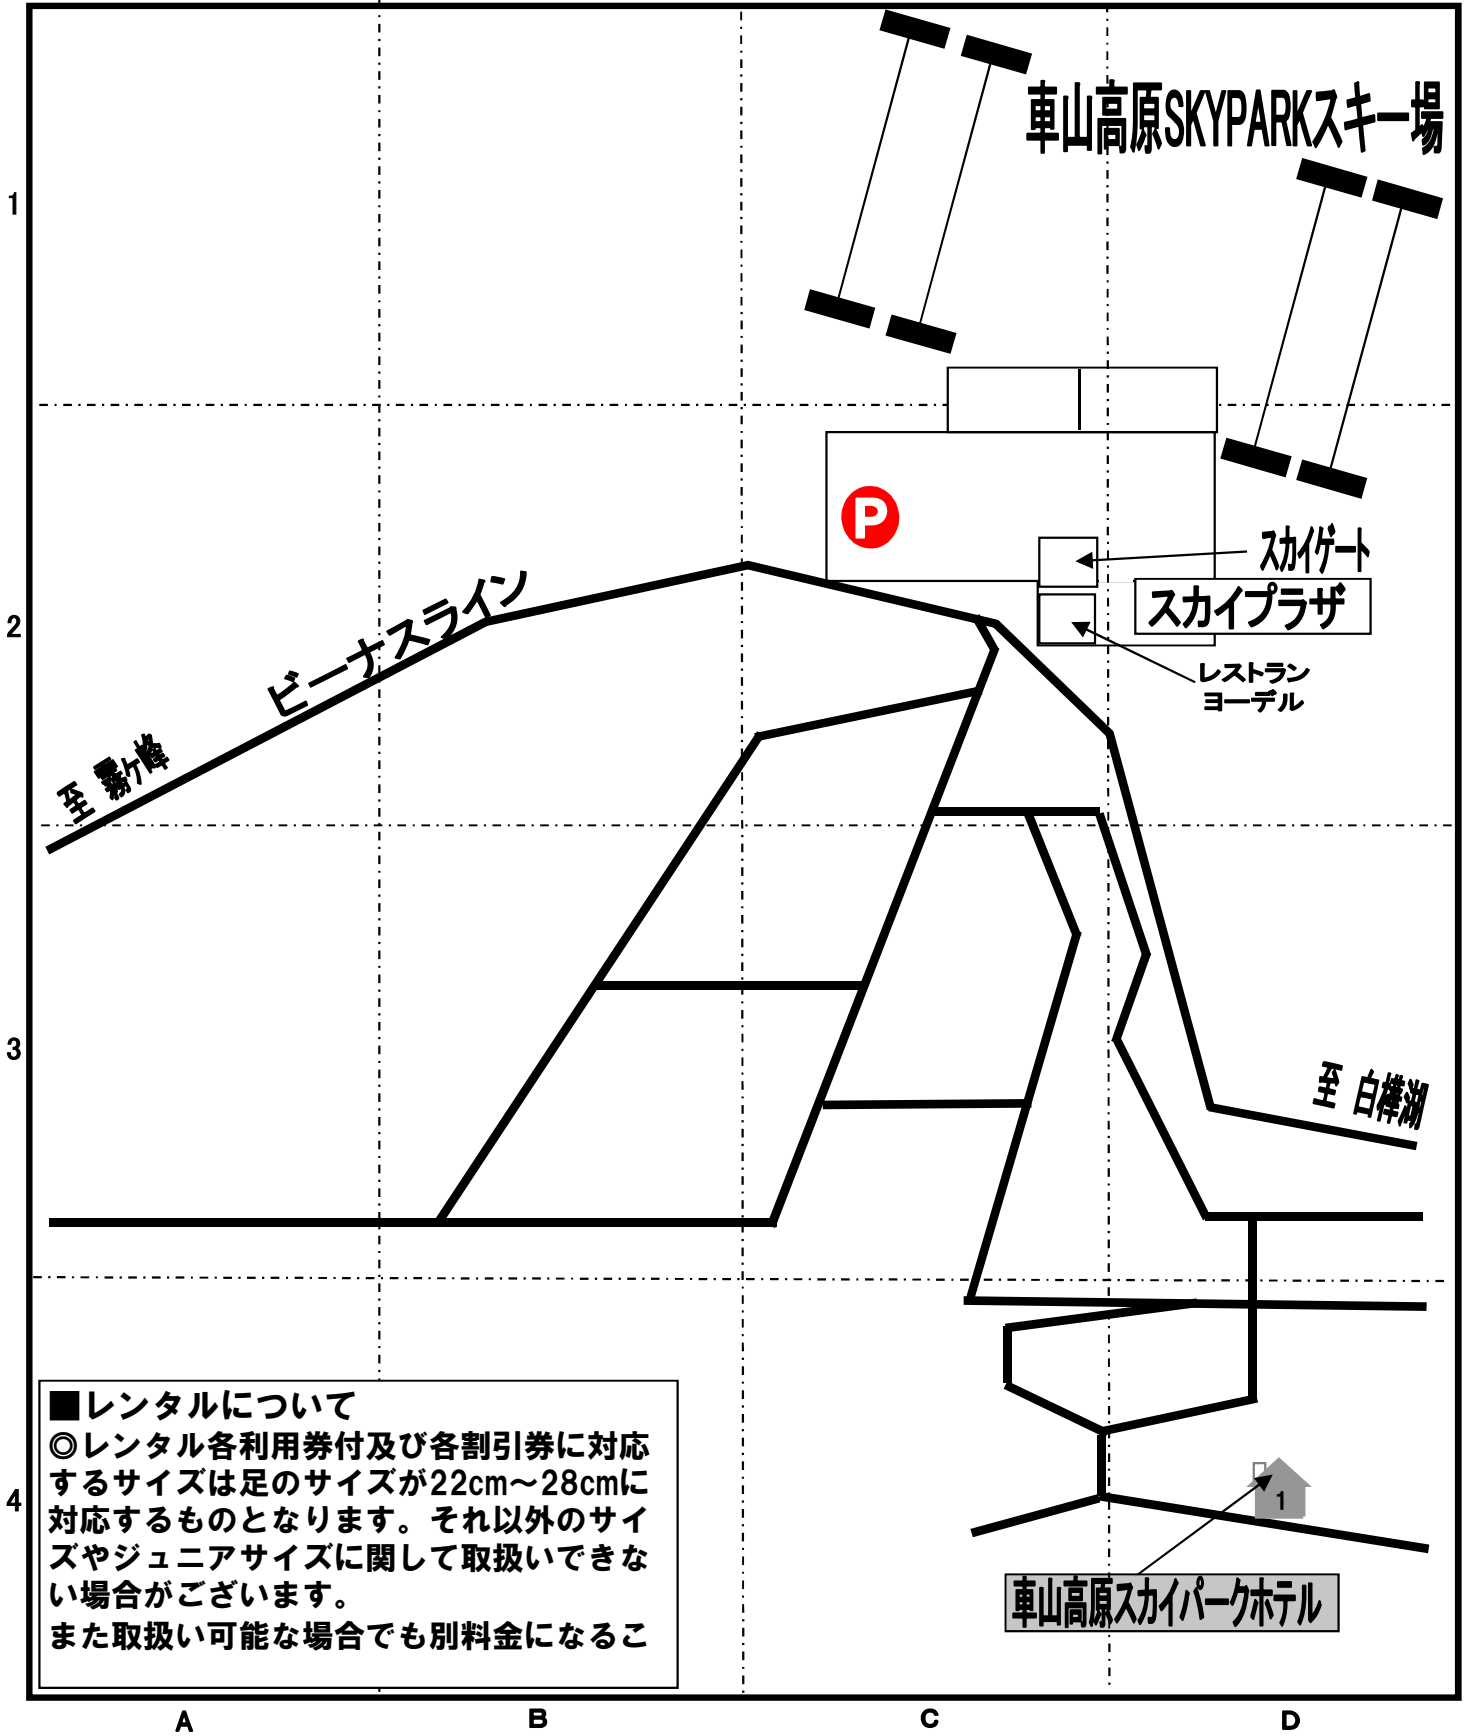 車山高原SKYPARKスキー場
1
P
スカイゲート
スカイプラザ
ビーナスライン
2
レストラン
ヨーデル
至 霧ケ峰
3
至 白樺湖
■レンタルについて
◎レンタル各利用券付及び各割引券に対応
するサイズは足のサイズが22cm～28cmに
対応するものとなります。それ以外のサイ
ズやジュニアサイズに関して取扱いできな
い場合がございます。
また取扱い可能な場合でも別料金になるこ
4
1
車山高原スカイパークホテル
A
B
C
D